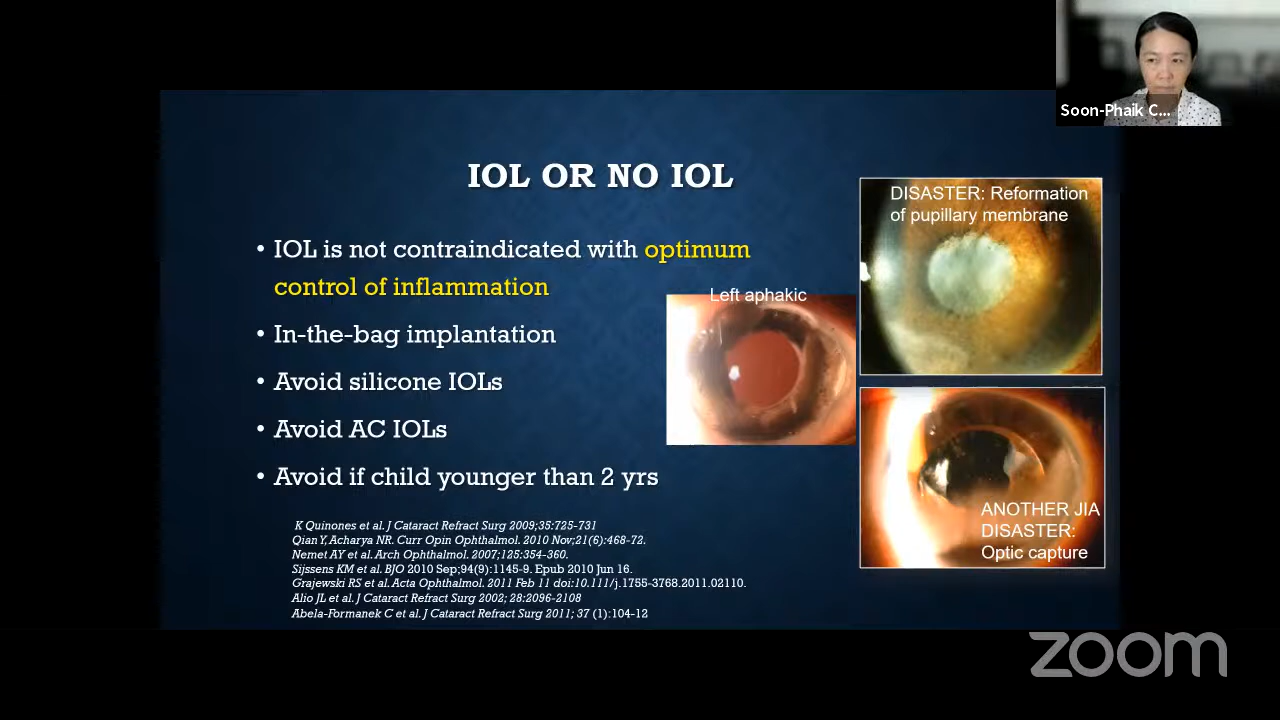 Soon-Phaik C...
IOL OR NO IOL
• IOL is not contraindicated with optimum
control of inflammation
• In-the-bag implantation
• Avoid silicone IOLs
• Avoid AC IOLs
• Avoid if child younger than 2 yrs
Left aphakic
DISASTER: Reformation
of pupillary membrane
ANOTHER JIA
DISASTER:
Optic capture
K Quinones et al. J Cataract Refract Surg 2009;35:725-731
Qian Y, Acharya NR. Curr Opin Ophthalmol. 2010 Nov;21(6):468-72.
Nemet AY et al. Arch Ophthalmol. 2007;125:354-360.
Sijssens KM et al. BJO 2010 Sep;94(9):1145-9. Epub 2010 Jun 16.
Grajewski RS et al. Acta Ophthalmol. 2011 Feb 11 doi:10.111/j.1755-3768.2011.02110.
Alio JL et al. J Cataract Refract Surg 2002; 28:2096-2108
Abela-Formanek C et al. J Cataract Refract Surg 2011; 37 (1):104-12
zoom